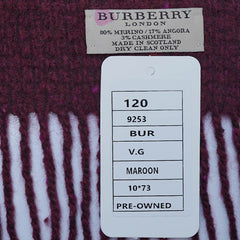 BURBERRY
LONDON
80% MERINO / 17% ANGORA
3% CASHMERE
MADE IN SCOTLAND
DRY CLEAN ONLY
120
9253
BUR
V.G
MAROON
10*73
PRE-OWNED